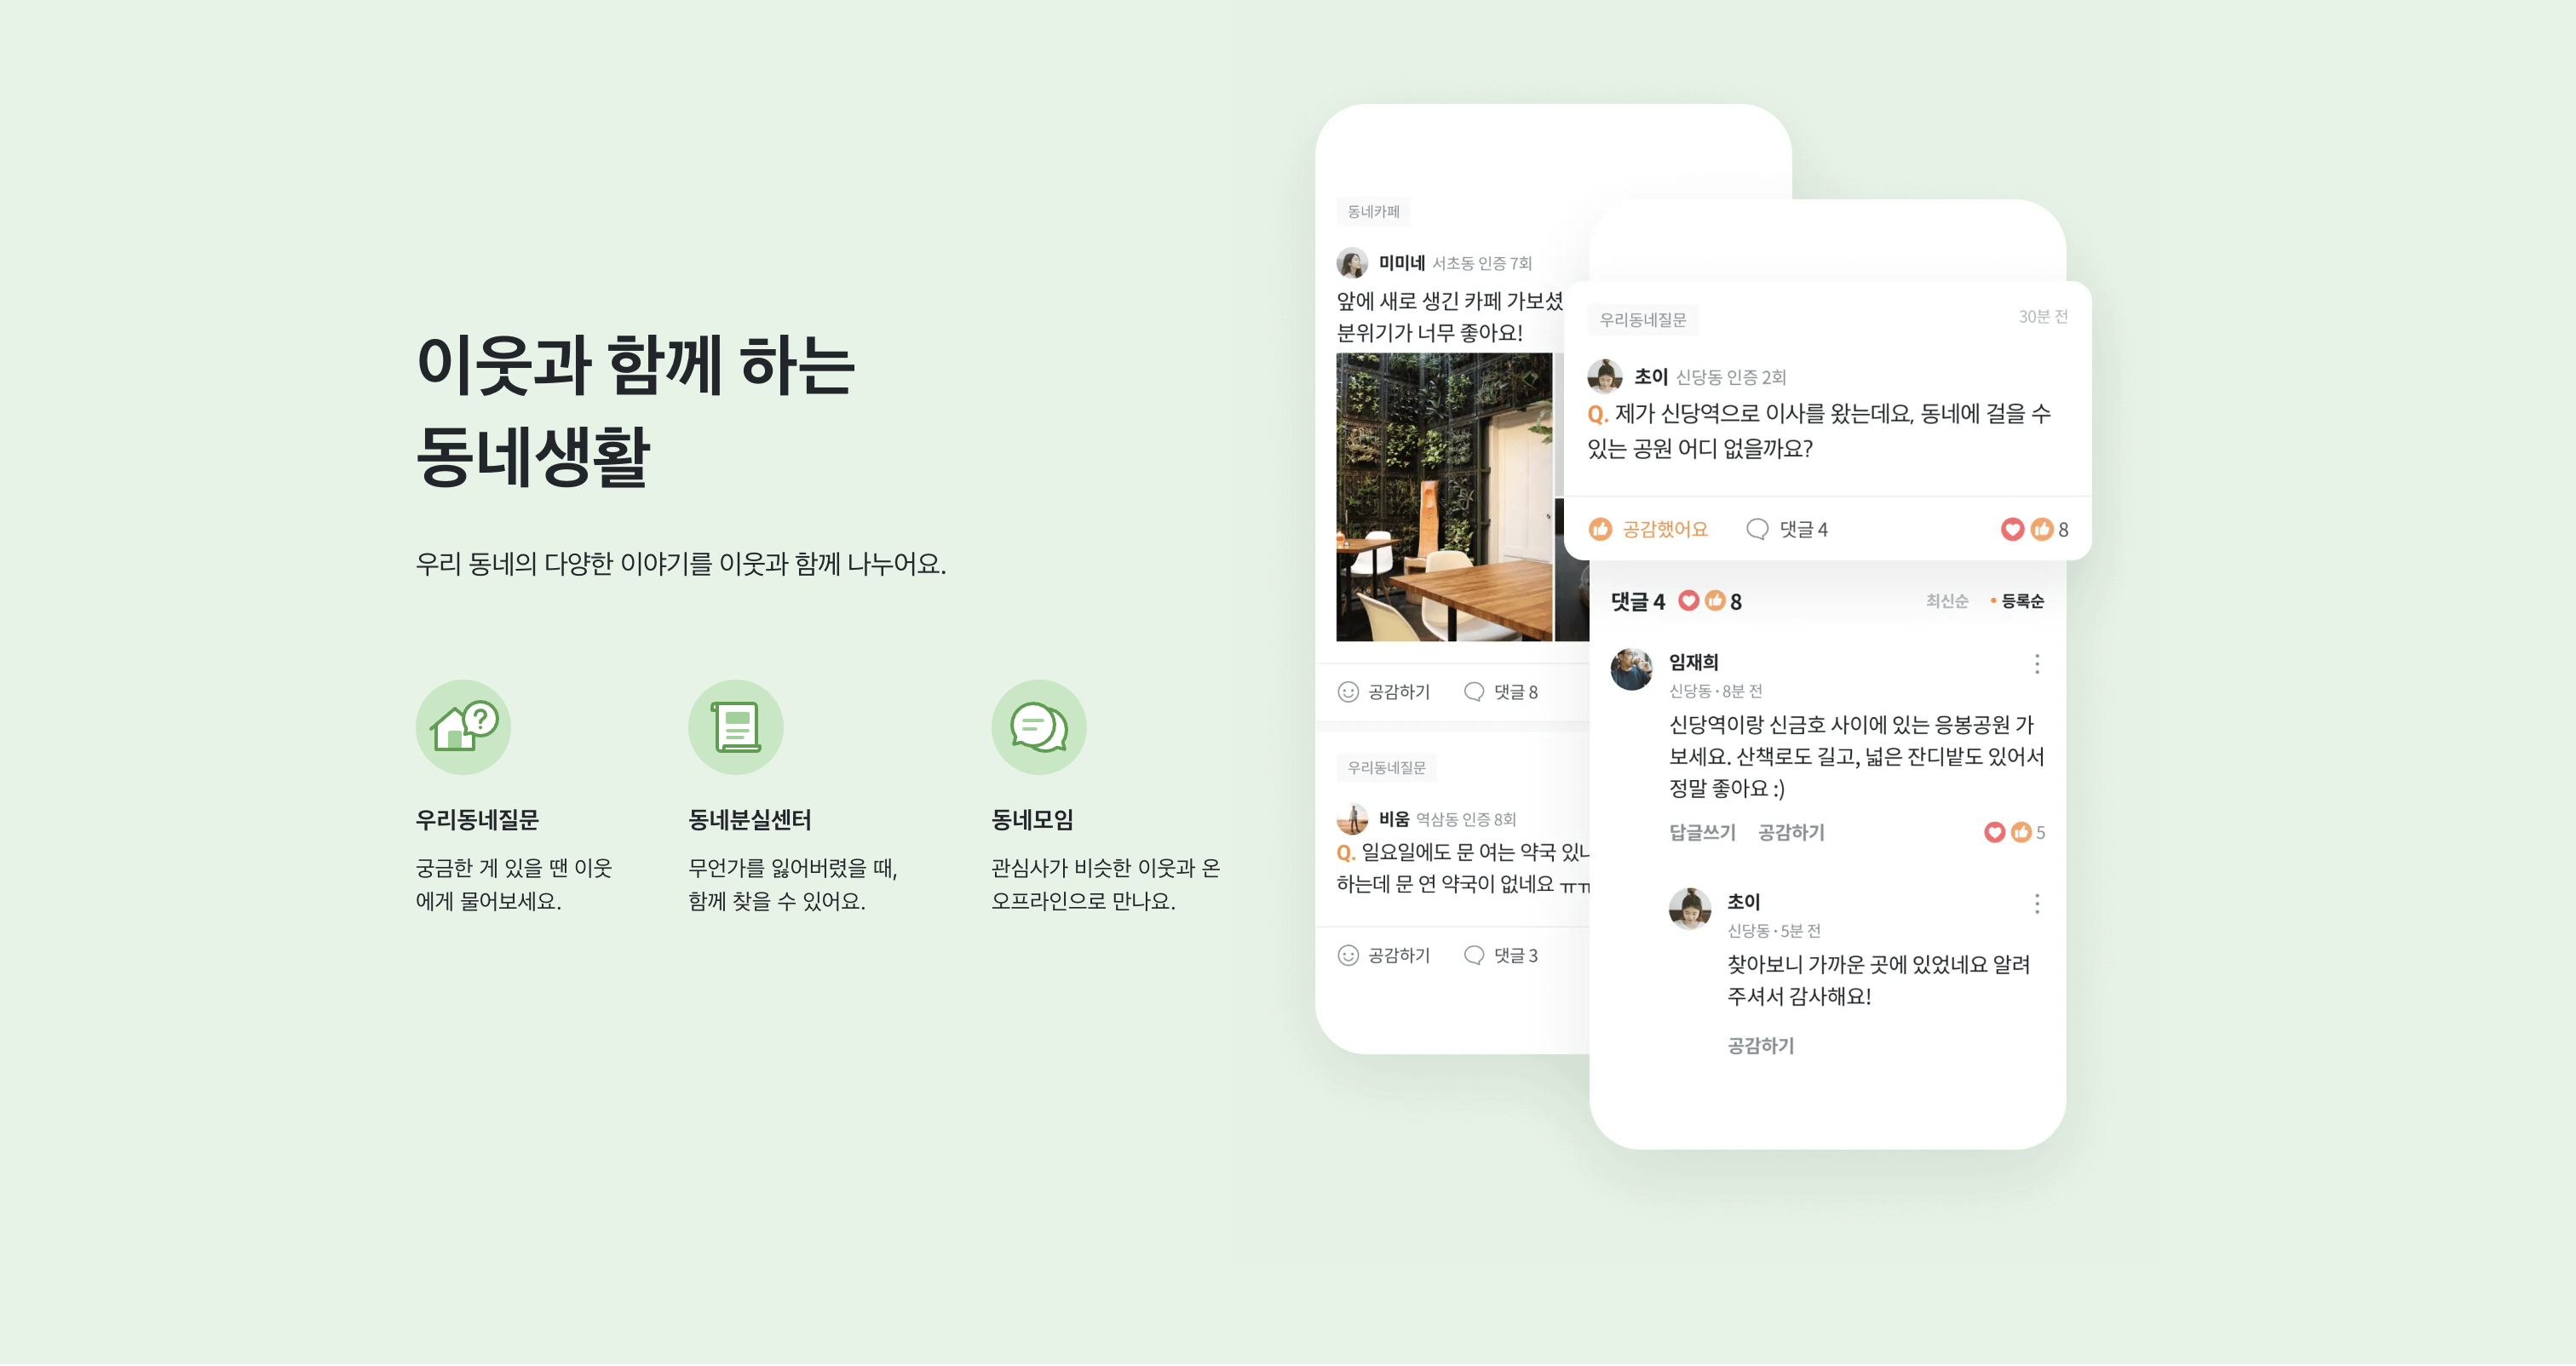 이웃과 함께 하는
동네생활
우리 동네의 다양한 이야기를 이웃과 함께 나누어요.
우리동네질문
궁금한 게 있을 땐 이웃
에게 물어보세요.
동네분실센터
무언가를 잃어버렸을 때,
함께 찾을 수 있어요.
동네모임
관심사가 비슷한 이웃과 온
오프라인으로 만나요.
동네카페
미미네 서초동 인증 7회
앞에 새로 생긴 카페 가보셨
분위기가 너무 좋아요!
공감하기 댓글 8
우리동네질문
비움 역삼동 인증 8회
Q. 일요일에도 문 여는 약국
하는데 문 연 약국이 없네요 ㅠㅠ
공감하기 댓글 3
우리동네질문 30분 전
초이 신당동 인증 2회
Q. 제가 신당역으로 이사를 왔는데요, 동네에 걸을 수
있는 공원 어디 없을까요?
공감했어요 댓글 4 8
댓글 4 8 최신순 • 등록순
임재희
신당동 · 8분 전
신당역이랑 신금호 사이에 있는 응봉공원 가
보세요. 산책로도 길고, 넓은 잔디밭도 있어서
정말 좋아요 :)
답글쓰기 공감하기 5
초이
신당동 · 5분 전
찾아보니 가까운 곳에 있었네요 알려
주셔서 감사해요!
공감하기